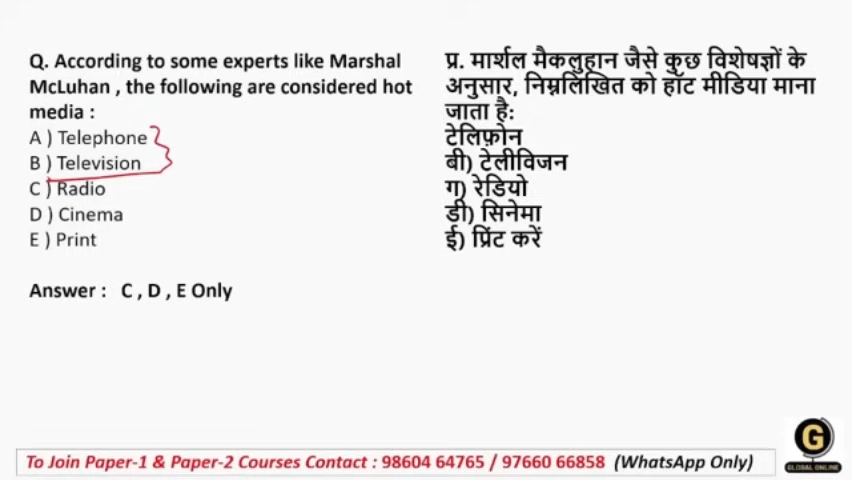 Q. According to some experts like Marshal
McLuhan , the following are considered hot
media :
A ) Telephone
B ) Television
C ) Radio
D ) Cinema
E ) Print
Answer : C , D , E Only
प्र. मार्शल मैकलुहान जैसे कुछ विशेषज्ञों के
अनुसार, निम्नलिखित को हॉट मीडिया माना
जाता है:
टेलिफ़ोन
बी) टेलीविजन
ग) रेडियो
डी) सिनेमा
ई) प्रिंट करें
G
GLOBAL ONLINE
To Join Paper-1 & Paper-2 Courses Contact : 98604 64765 / 97660 66858 (WhatsApp Only)